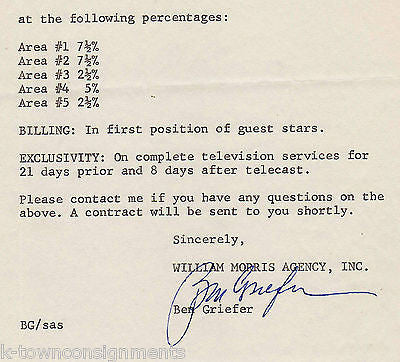 at the following percentages:
Area #1 7½%
Area #2 7½%
Area #3 2½%
Area #4 5%
Area #5 2½%
BILLING: In first position of guest stars.
EXCLUSIVITY: On complete television services for
21 days prior and 8 days after telecast.
Please contact me if you have any questions on the
above. A contract will be sent to you shortly.
Sincerely,
WILLIAM MORRIS AGENCY, INC.
Ben Griefer
Ben Griefer
BG/sas
k-townconsignments